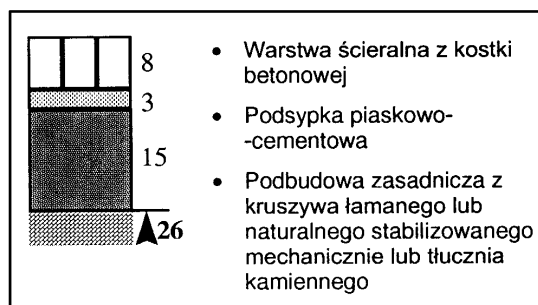 8
3
15
26
• Warstwa ścieralna z kostki
betonowej
• Podsypka piaskowo-
-cementowa
• Podbudowa zasadnicza z
kruszywa łamanego lub
naturalnego stabilizowanego
mechanicznie lub tłucznia
kamiennego